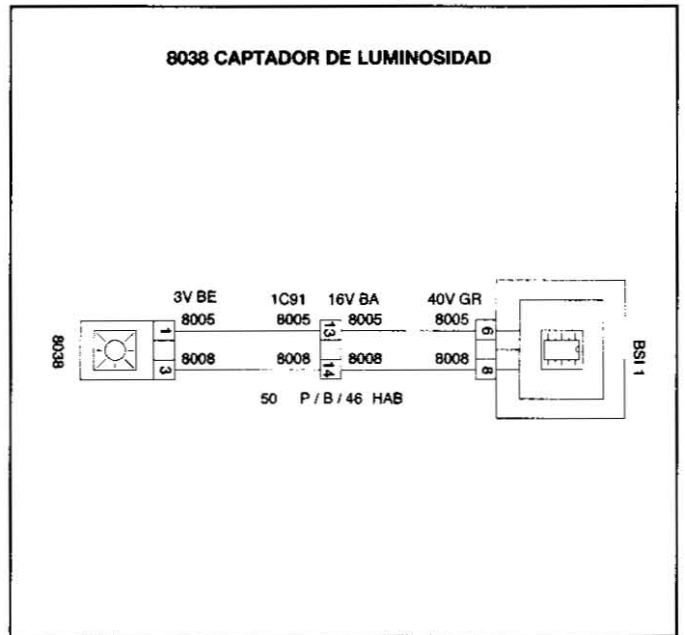 8038 CAPTADOR DE LUMINOSIDAD
3V BE 1C91 16V BA 40V GR
8038 1 8005 8005 13 8005 8005 6 BSI 1
3 8008 8008 14 8008 8008 8
50 P / B / 46 HAB